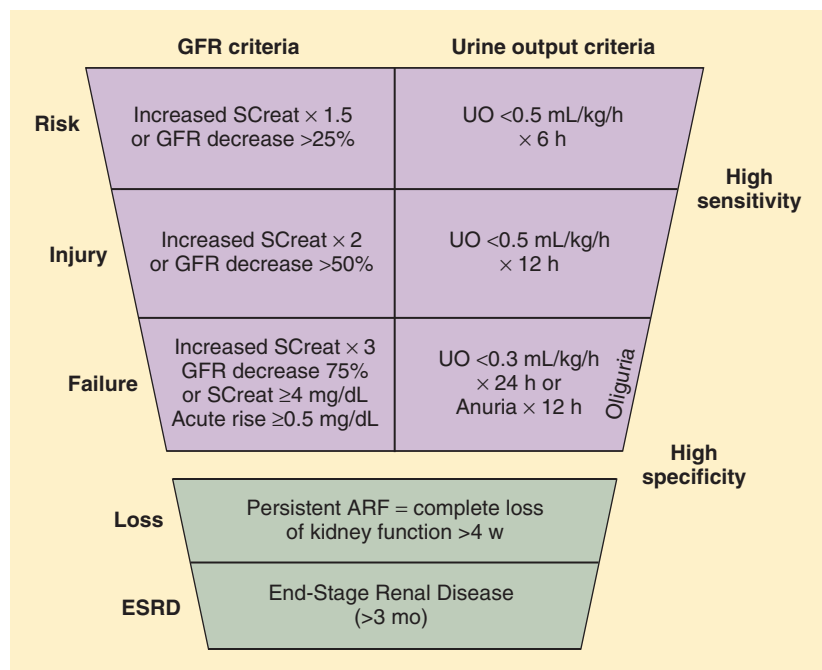 GFR criteria
Urine output criteria
Risk
Increased SCreat × 1.5
or GFR decrease >25%
UO <0.5 mL/kg/h
× 6 h
High
sensitivity
Injury
Increased SCreat × 2
or GFR decrease >50%
UO <0.5 mL/kg/h
× 12 h
Failure
Increased SCreat × 3
GFR decrease 75%
or SCreat ≥4 mg/dL
Acute rise ≥0.5 mg/dL
UO <0.3 mL/kg/h
× 24 h or
Anuria × 12 h
Oliguria
High
specificity
Loss
Persistent ARF = complete loss
of kidney function >4 w
ESRD
End-Stage Renal Disease
(>3 mo)